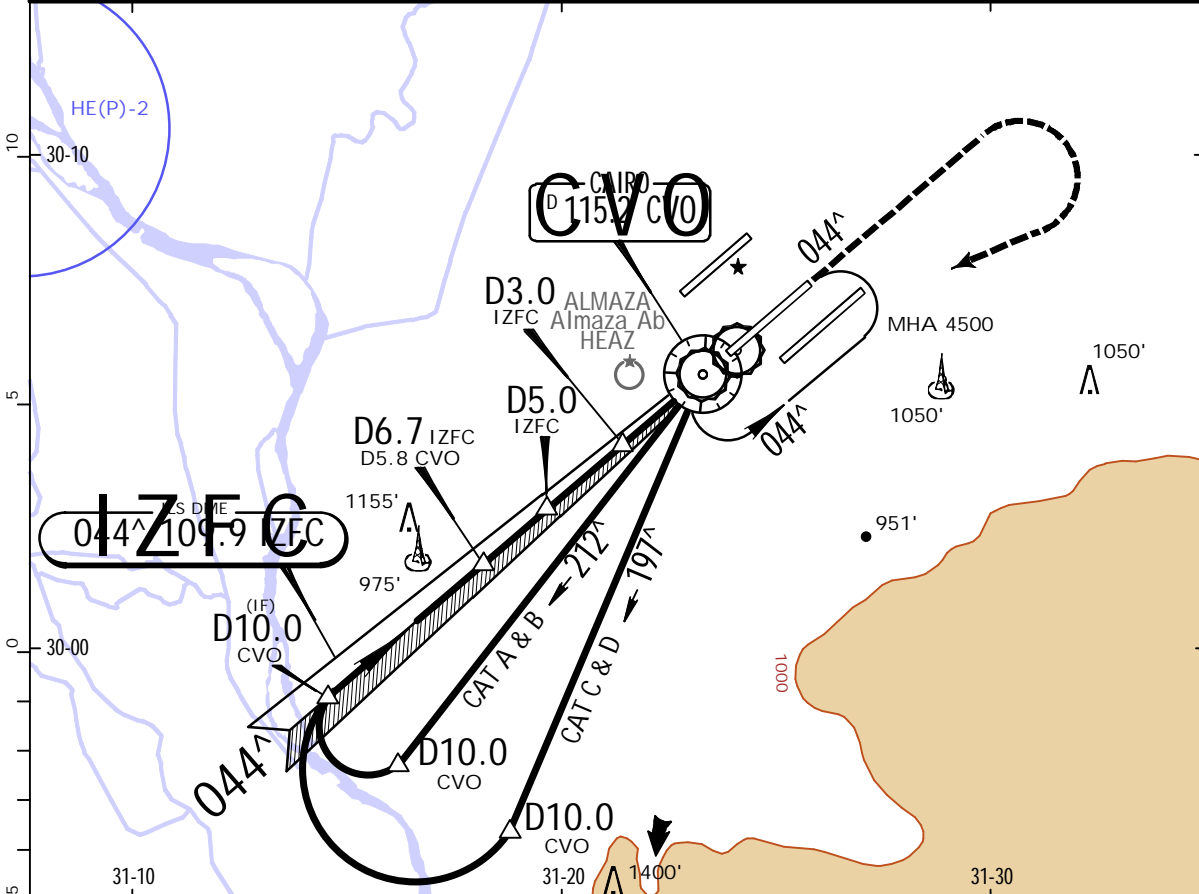 HE(P)-2
10
30-10
CAIRO
D 115.2 CVO
CVO
044^
D3.0
IZFC
ALMAZA
Almaza Ab
HEAZ
MHA 4500
1050'
1050'
5
D5.0
IZFC
044^
D6.7 IZFC
D5.8 CVO
1155'
ILS DME
044^ 109.9 IZFC
IZFC
951'
975'
212^
197^
(IF)
D10.0
CVO
0
30-00
CAT A & B
CAT C & D
1000
044^
D10.0
CVO
D10.0
CVO
5
31-10
31-20
1400'
31-30